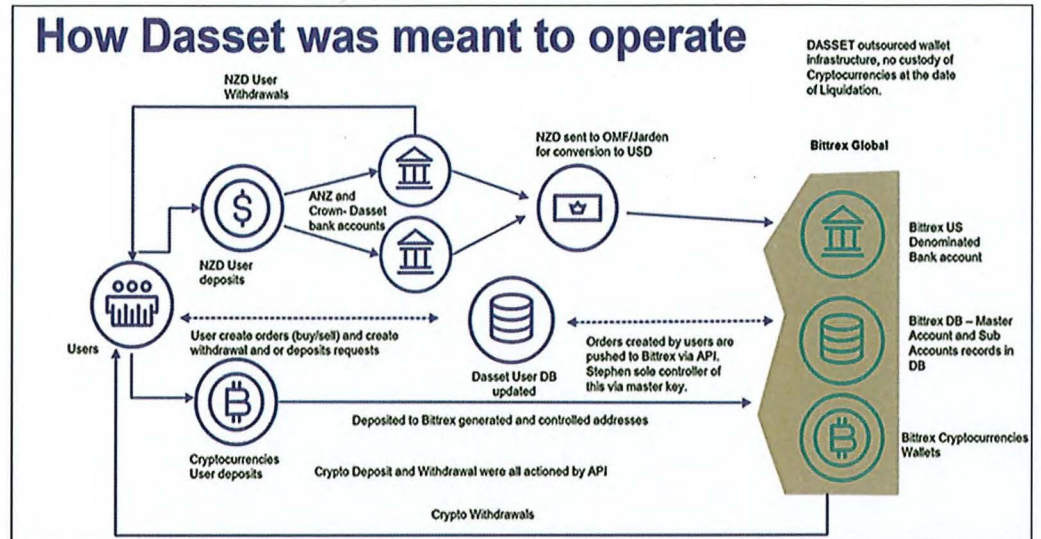 How Dasset was meant to operate
DASSET outsourced wallet
infrastructure, no custody of
Cryptocurrencies at the date
of Liquidation.
NZD User
Withdrawals
NZD sent to OMF/Jarden
for conversion to USD
Bittrex Global
ANZ and
Crown- Dasset
bank accounts
NZD User
deposits
Bittrex US
Denominated
Bank account
Users
User create orders (buy/sell) and create
withdrawal and or deposits requests
Dasset User DB
updated
Orders created by users are
pushed to Bittrex via API.
Stephen sole controller of
this via master key.
Bittrex DB – Master
Account and Sub
Accounts records in
DB
Deposited to Bittrex generated and controlled addresses
Cryptocurrencies
User deposits
Crypto Deposit and Withdrawal were all actioned by API
Bittrex Cryptocurrencies
Wallets
Crypto Withdrawals